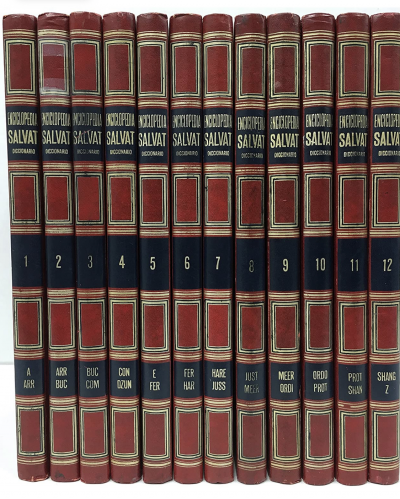 ENCICLOPEDIA
SALVAT
DICCIONARIO
1
A
ARR
ENCICLOPEDIA
SALVAT
DICCIONARIO
2
ARR
BUC
ENCICLOPEDIA
SALVAT
DICCIONARIO
3
BUC
COM
ENCICLOPEDIA
SALVAT
DICCIONARIO
4
CON
DZUN
ENCICLOPEDIA
SALVAT
DICCIONARIO
5
E
FER
ENCICLOPEDIA
SALVAT
DICCIONARIO
6
FER
HAR
ENCICLOPEDIA
SALVAT
DICCIONARIO
7
HARE
JUSS
ENCICLOPEDIA
SALVAT
DICCIONARIO
8
JUST
MEER
ENCICLOPEDIA
SALVAT
DICCIONARIO
9
MEER
ORDI
ENCICLOPEDIA
SALVAT
DICCIONARIO
10
ORDO
PROT
ENCICLOPEDIA
SALVAT
DICCIONARIO
11
PROT
SHAN
ENCICLOPEDIA
SALVAT
DICCIONARIO
12
SHANG
Z